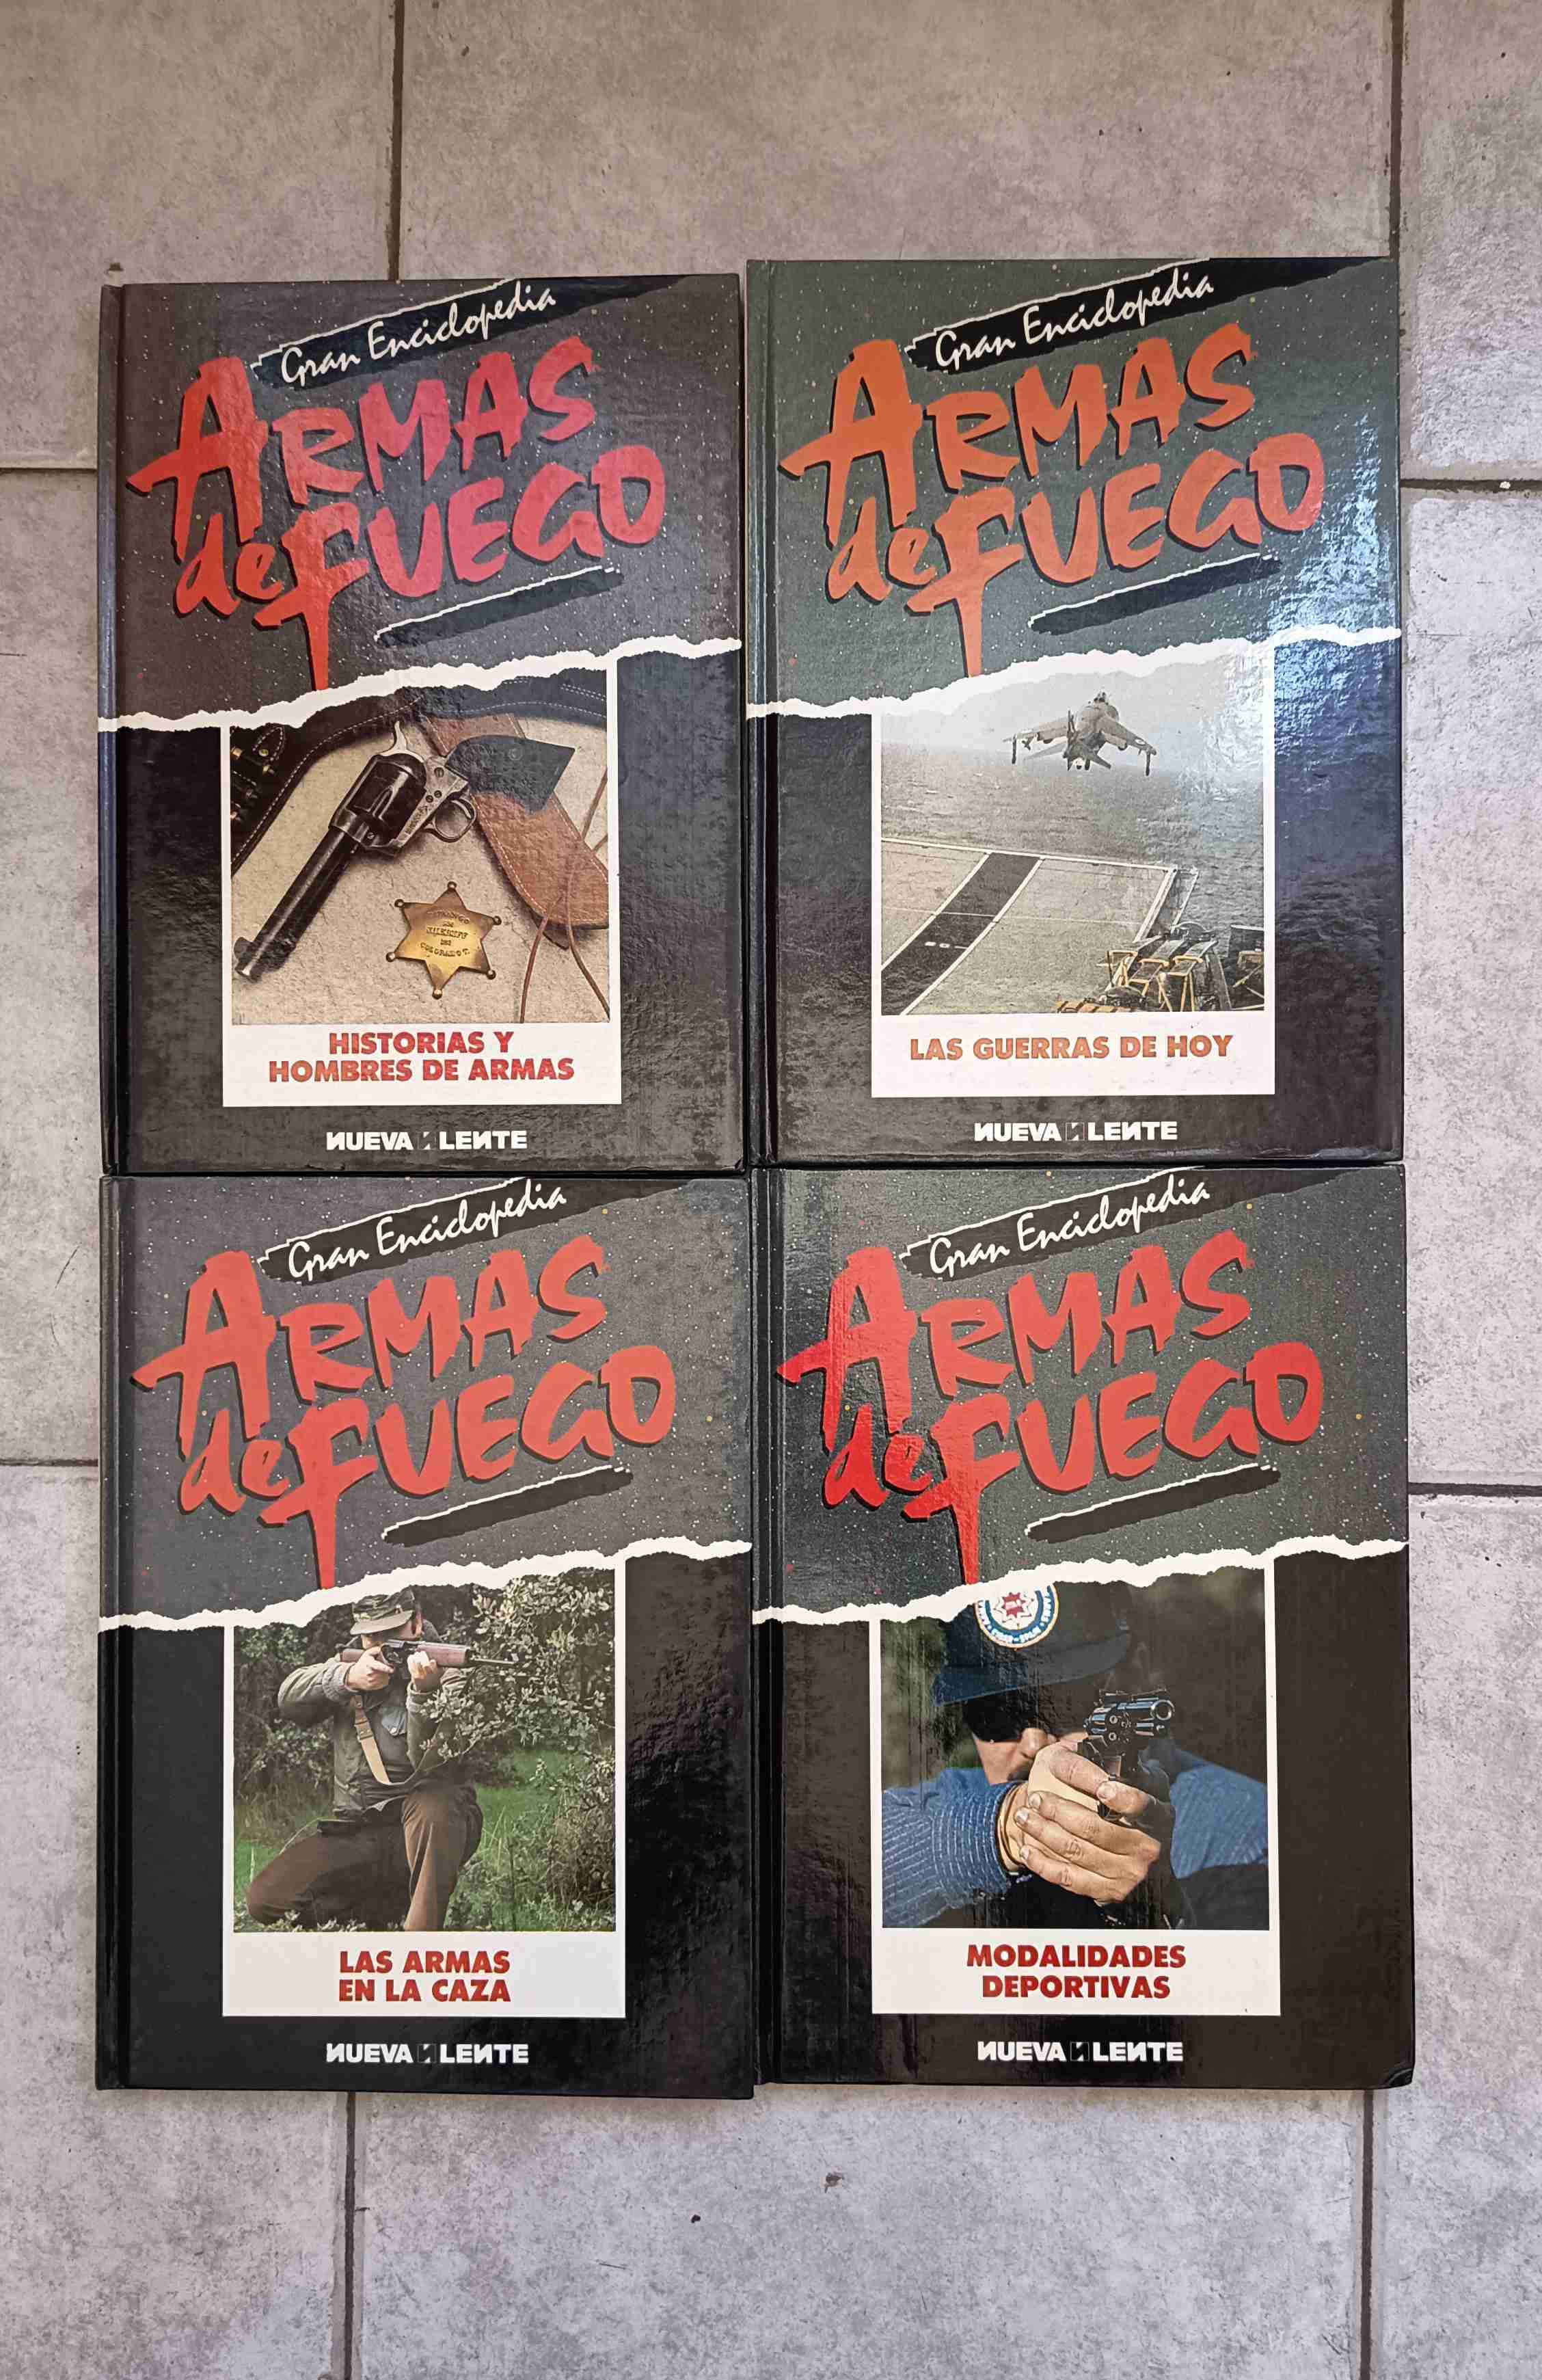 Gran Enciclopedia
ARMAS
de FUEGO
HISTORIAS Y
HOMBRES DE ARMAS
NUEVA LENTE
Gran Enciclopedia
ARMAS
de FUEGO
LAS GUERRAS DE HOY
NUEVA LENTE
Gran Enciclopedia
ARMAS
de FUEGO
LAS ARMAS
EN LA CAZA
NUEVA LENTE
Gran Enciclopedia
ARMAS
de FUEGO
MODALIDADES
DEPORTIVAS
NUEVA LENTE